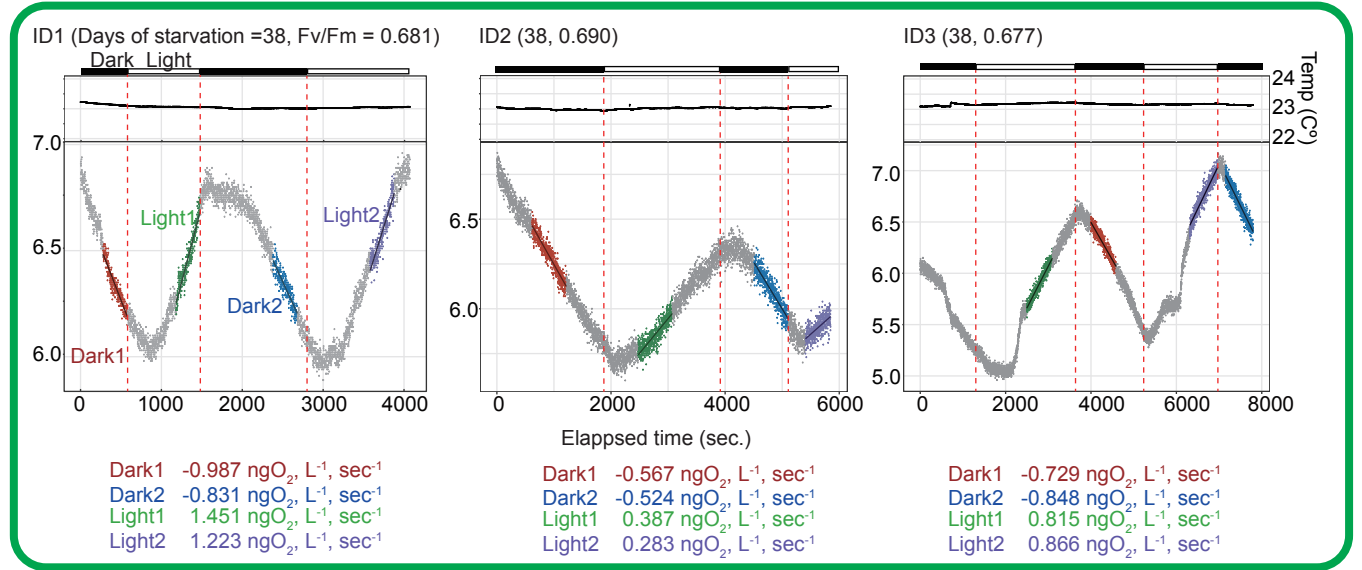 ID1 (Days of starvation =38, Fv/Fm = 0.681)
Dark Light
7.0
6.5
6.0
Light1
Light2
Dark2
Dark1
0 1000 2000 3000 4000
ID2 (38, 0.690)
6.5
6.0
0 2000 4000 6000
ID3 (38, 0.677)
24
23
22
Temp (Cº)
7.0
6.0
5.5
5.0
0 2000 4000 6000 8000
Elappsed time (sec.)
Dark1 -0.987 ngO₂, L⁻¹, sec⁻¹
Dark2 -0.831 ngO₂, L⁻¹, sec⁻¹
Light1 1.451 ngO₂, L⁻¹, sec⁻¹
Light2 1.223 ngO₂, L⁻¹, sec⁻¹
Dark1 -0.567 ngO₂, L⁻¹, sec⁻¹
Dark2 -0.524 ngO₂, L⁻¹, sec⁻¹
Light1 0.387 ngO₂, L⁻¹, sec⁻¹
Light2 0.283 ngO₂, L⁻¹, sec⁻¹
Dark1 -0.729 ngO₂, L⁻¹, sec⁻¹
Dark2 -0.848 ngO₂, L⁻¹, sec⁻¹
Light1 0.815 ngO₂, L⁻¹, sec⁻¹
Light2 0.866 ngO₂, L⁻¹, sec⁻¹